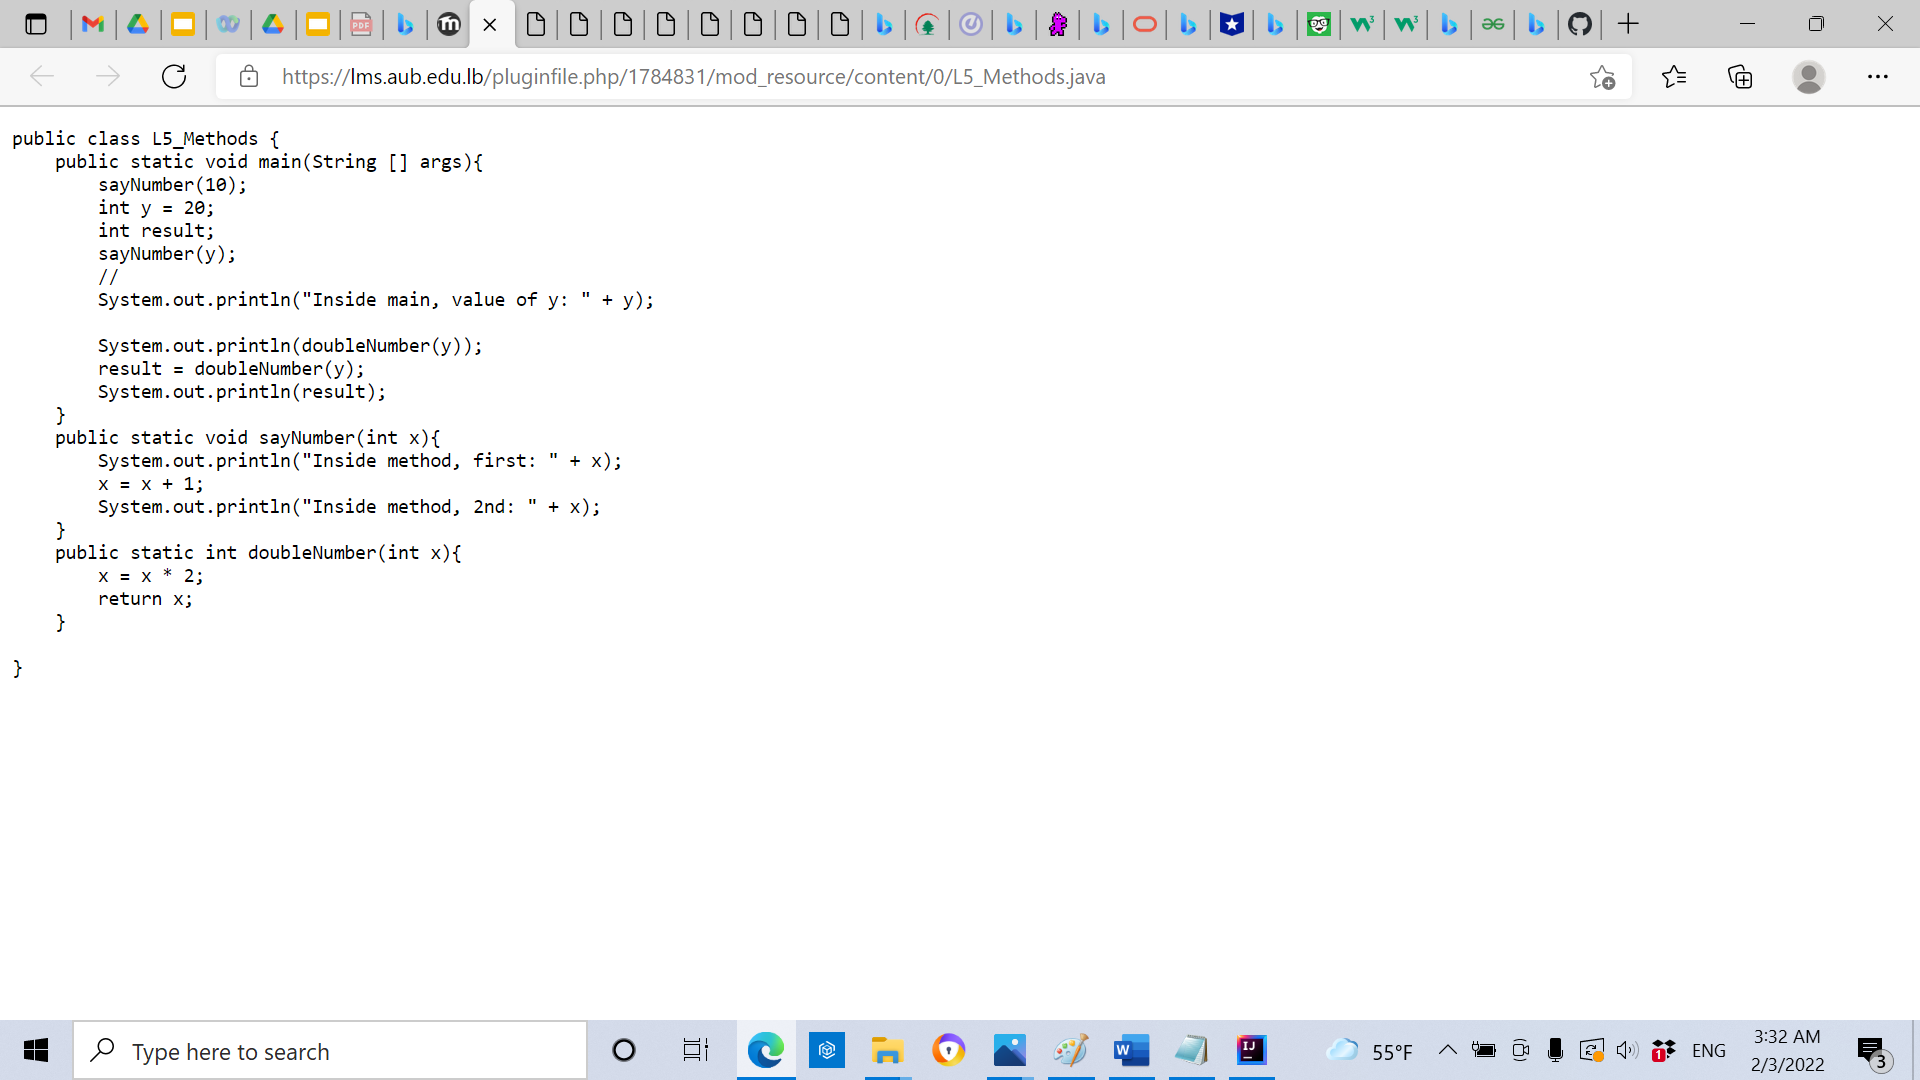 https://lms.aub.edu.lb/pluginfile.php/1784831/mod_resource/content/0/L5_Methods.java
public class L5_Methods {
    public static void main(String [] args){
        sayNumber(10);
        int y = 20;
        int result;
        sayNumber(y);
        //
        System.out.println("Inside main, value of y: " + y);

        System.out.println(doubleNumber(y));
        result = doubleNumber(y);
        System.out.println(result);
    }
    public static void sayNumber(int x){
        System.out.println("Inside method, first: " + x);
        x = x + 1;
        System.out.println("Inside method, 2nd: " + x);
    }
    public static int doubleNumber(int x){
        x = x * 2;
        return x;
    }

}
Type here to search
55°F
ENG
3:32 AM
2/3/2022
3